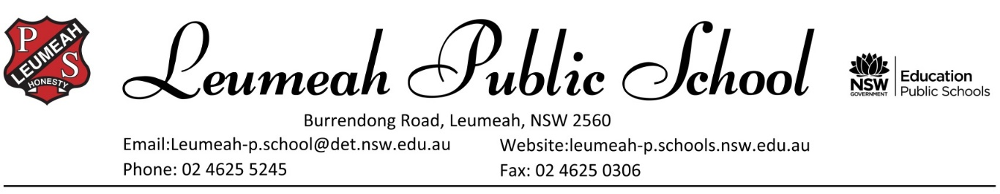 P
LEUMEAH
S
HONESTY
Leumeah Public School
NSW
GOVERNMENT
Education
Public Schools
Burrendong Road, Leumeah, NSW 2560
Email:Leumeah-p.school@det.nsw.edu.au Website:leumeah-p.schools.nsw.edu.au
Phone: 02 4625 5245 Fax: 02 4625 0306